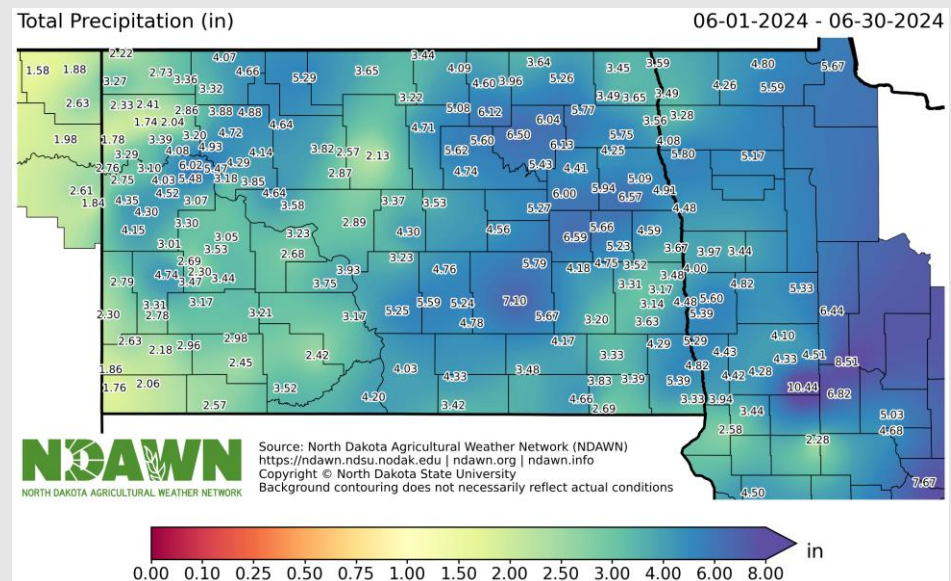 Total Precipitation (in) 06-01-2024 - 06-30-2024
2.22 4.07 3.44 3.64 3.59 4.80
1.58 1.88 2.73 4.66 3.65 4.09 3.45 5.67
3.27 3.36 5.29 4.60 3.96 5.26 4.26 5.59
3.32
2.63 2.33 2.41 3.22 3.49 3.65 3.49
2.86 3.88 4.88 5.08 6.12 5.77
1.74 2.04 4.64 4.71 6.04 3.56 3.28
1.98 1.78 3.39 3.20 4.72 6.50 5.75 4.08
4.08 4.93 3.82 2.57 2.13 5.62 5.60 6.13 4.25
3.29 4.14 5.80 5.17
2.76 3.10 6.02 5.47 4.29 2.87 4.74 5.43 4.41
2.75 4.03 5.48 3.18 3.85 5.09
2.61 4.52 4.64 6.00 5.94 6.57 4.91
1.84 4.35 3.07 3.58 3.37 3.53 5.27 4.48
4.30
4.15 3.30 3.23 2.89 4.30 4.56 5.66 4.59
3.01 3.05 6.59
3.53 2.68 3.23 5.23 3.67 3.97 3.44
2.69 5.79 4.18 4.75 3.52
4.74 2.30 3.93 4.76 3.48 4.00
2.79 3.47 3.44 3.75 3.31 3.17 4.82 5.33
3.31 3.17 5.59 5.24 7.10 3.14 4.48 5.60
2.30 2.78 3.21 3.17 5.25 4.78 5.67 3.20 3.63 5.39 6.44
2.63 2.18 2.96 2.98 4.17 4.29 5.29 4.10
2.45 2.42 3.33 4.43 4.33 4.51 8.51
1.86 4.03 3.48 4.82 4.28
1.76 2.06 4.33 3.83 3.39 5.39 4.42
3.52 10.44 6.82
2.57 4.20 3.42 4.66 2.69 3.33 3.94 3.44 5.03
2.58 2.28 4.68
4.50 7.67
NDAWN
NORTH DAKOTA AGRICULTURAL WEATHER NETWORK
Source: North Dakota Agricultural Weather Network (NDAWN)
https://ndawn.ndsu.nodak.edu | ndawn.org | ndawn.info
Copyright © North Dakota State University
Background contouring does not necessarily reflect actual conditions
in
0.00 0.10 0.25 0.50 0.75 1.00 1.50 2.00 2.50 3.00 4.00 6.00 8.00